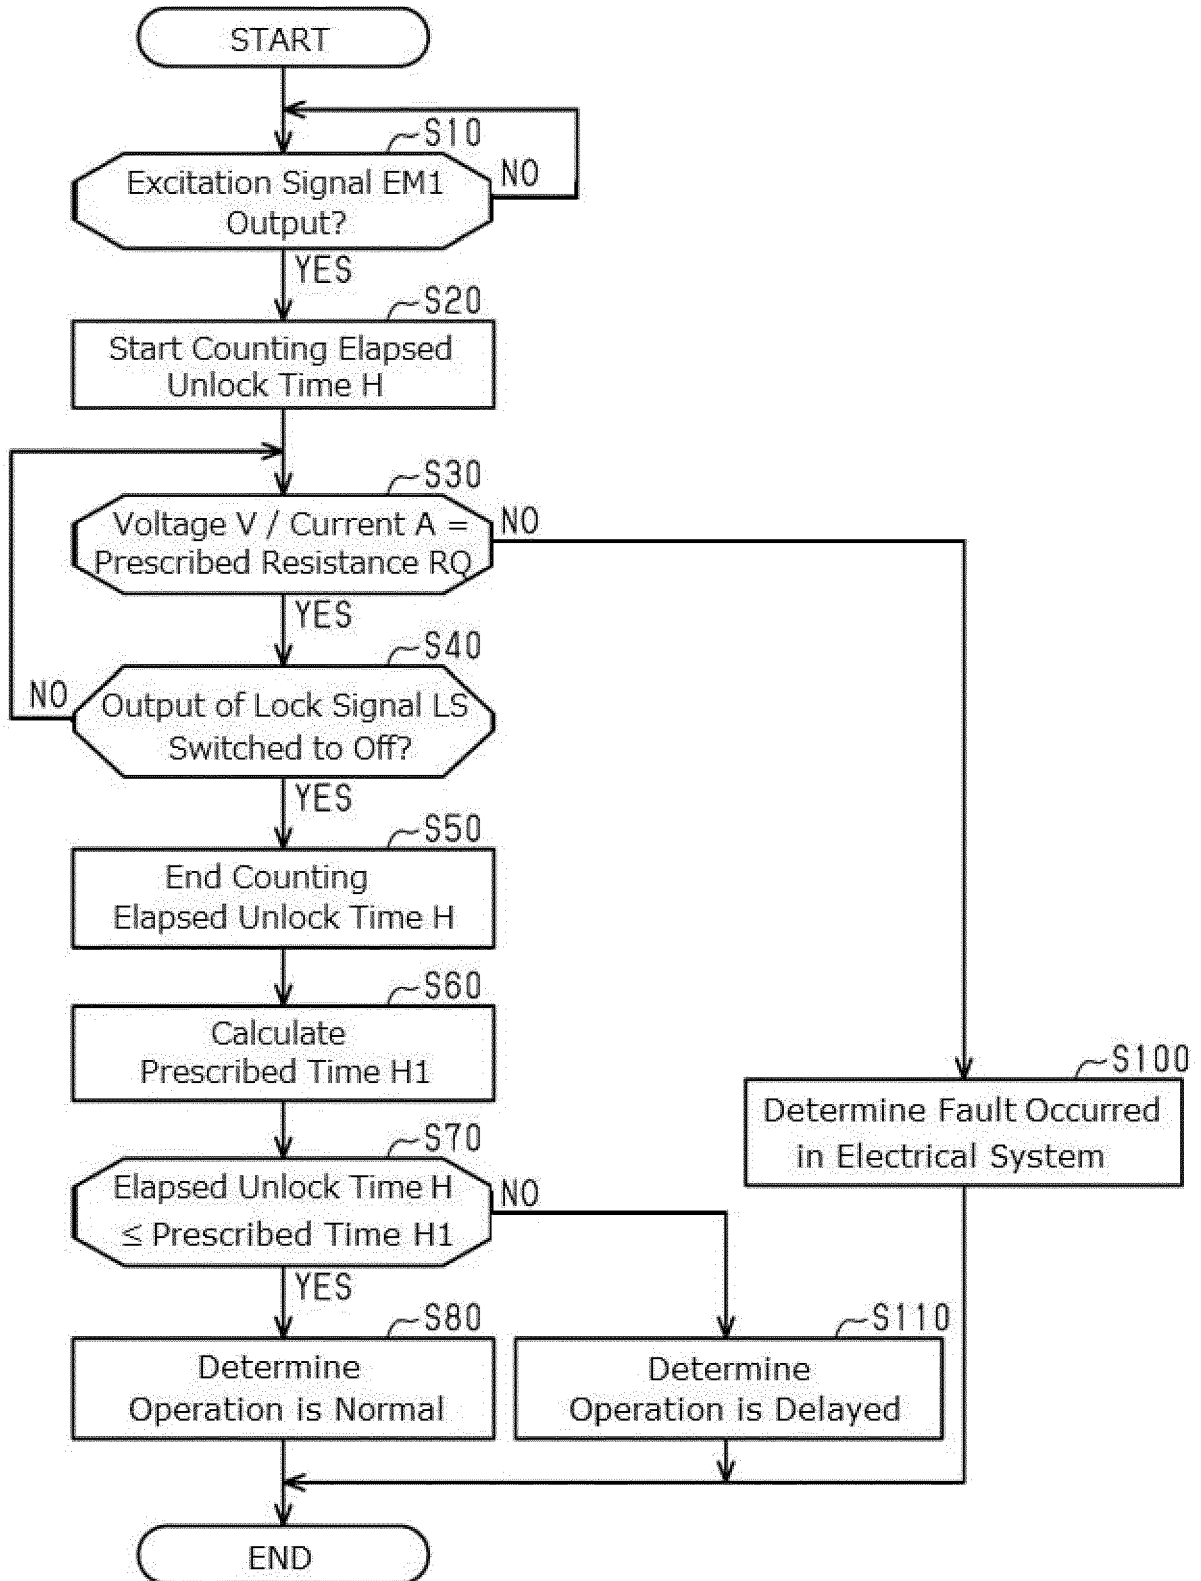 START
S10
Excitation Signal EM1
Output?
NO
YES
S20
Start Counting Elapsed
Unlock Time H
S30
Voltage V / Current A =
Prescribed Resistance RQ
NO
YES
S40
Output of Lock Signal LS
Switched to Off?
NO
YES
S50
End Counting
Elapsed Unlock Time H
S60
Calculate
Prescribed Time H1
S100
Determine Fault Occurred
in Electrical System
S70
Elapsed Unlock Time H
≤ Prescribed Time H1
NO
YES
S80
Determine
Operation is Normal
S110
Determine
Operation is Delayed
END